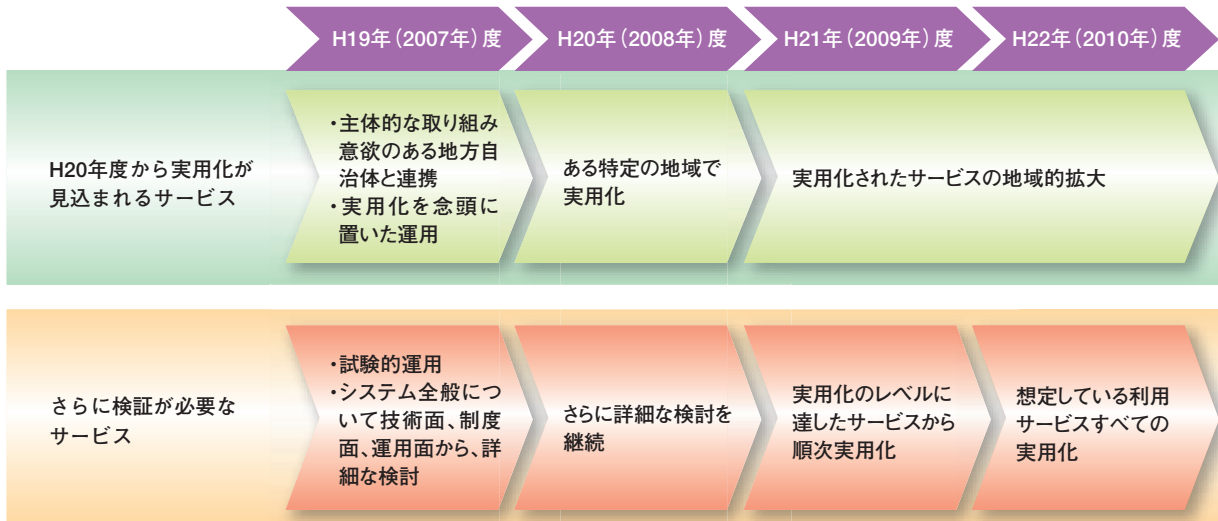 H19年(2007年)度
H20年(2008年)度
H21年(2009年)度
H22年(2010年)度
H20年度から実用化が
見込まれるサービス
・主体的な取り組み
意欲のある地方自
治体と連携
・実用化を念頭に
置いた運用
ある特定の地域で
実用化
実用化されたサービスの地域的拡大
さらに検証が必要な
サービス
・試験的運用
・システム全般につ
いて技術面、制度
面、運用面から、詳
細な検討
さらに詳細な検討を
継続
実用化のレベルに
達したサービスから
順次実用化
想定している利用
サービスすべての
実用化